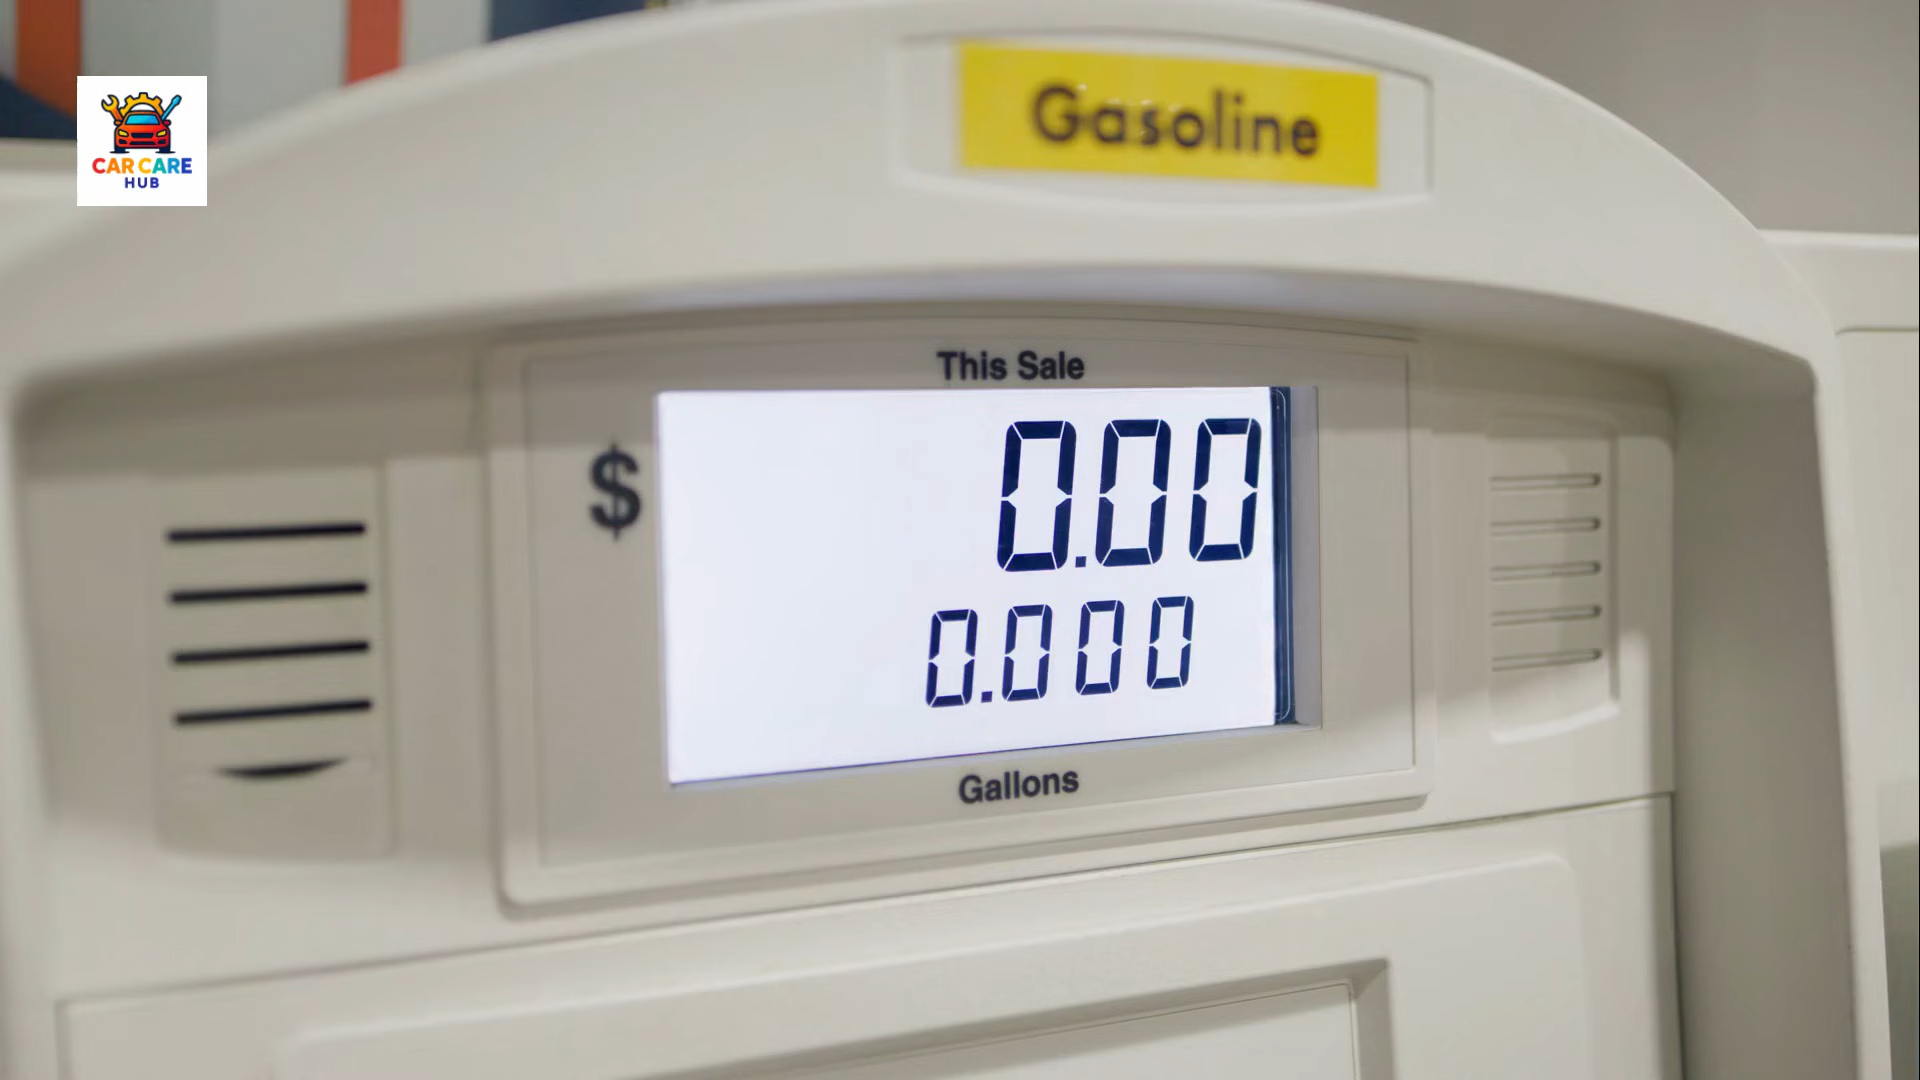 CAR CARE
HUB
Gasoline
This Sale
$ 0.00
0.000
Gallons